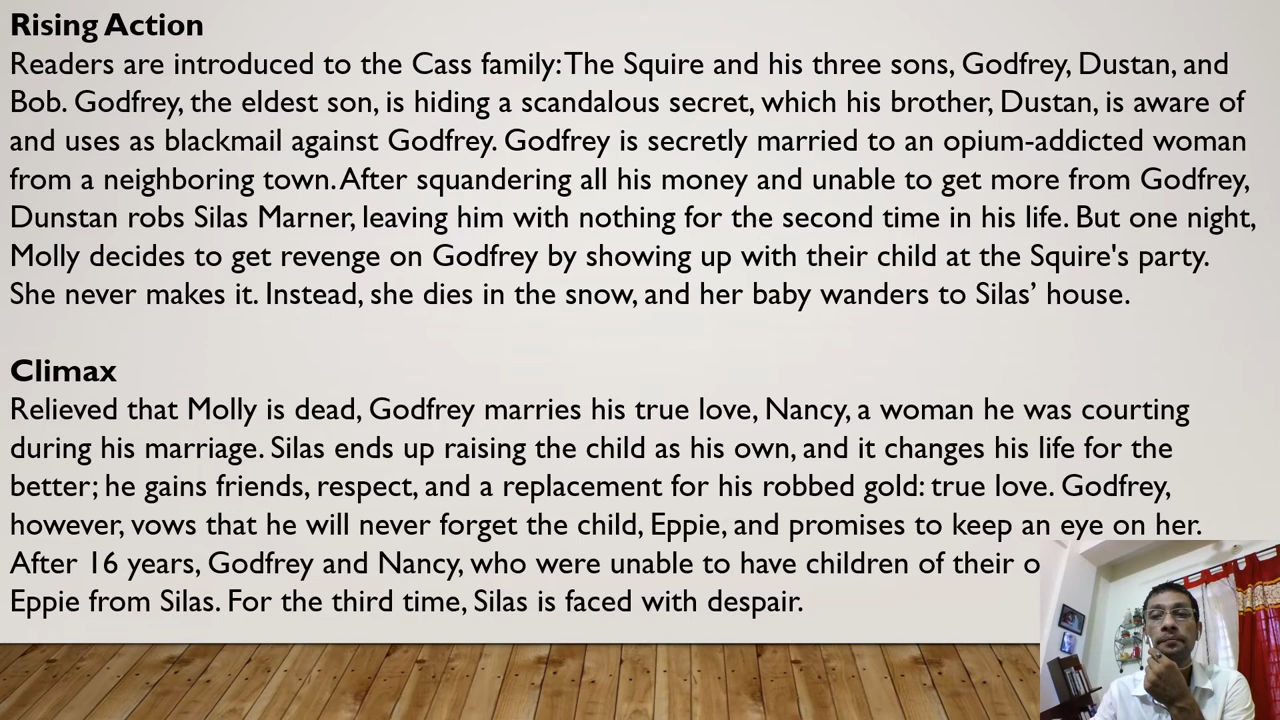 Rising Action
Readers are introduced to the Cass family: The Squire and his three sons, Godfrey, Dustan, and
Bob. Godfrey, the eldest son, is hiding a scandalous secret, which his brother, Dustan, is aware of
and uses as blackmail against Godfrey. Godfrey is secretly married to an opium-addicted woman
from a neighboring town. After squandering all his money and unable to get more from Godfrey,
Dunstan robs Silas Marner, leaving him with nothing for the second time in his life. But one night,
Molly decides to get revenge on Godfrey by showing up with their child at the Squire's party.
She never makes it. Instead, she dies in the snow, and her baby wanders to Silas’ house.
Climax
Relieved that Molly is dead, Godfrey marries his true love, Nancy, a woman he was courting
during his marriage. Silas ends up raising the child as his own, and it changes his life for the
better; he gains friends, respect, and a replacement for his robbed gold: true love. Godfrey,
however, vows that he will never forget the child, Eppie, and promises to keep an eye on her.
After 16 years, Godfrey and Nancy, who were unable to have children of their
Eppie from Silas. For the third time, Silas is faced with despair.